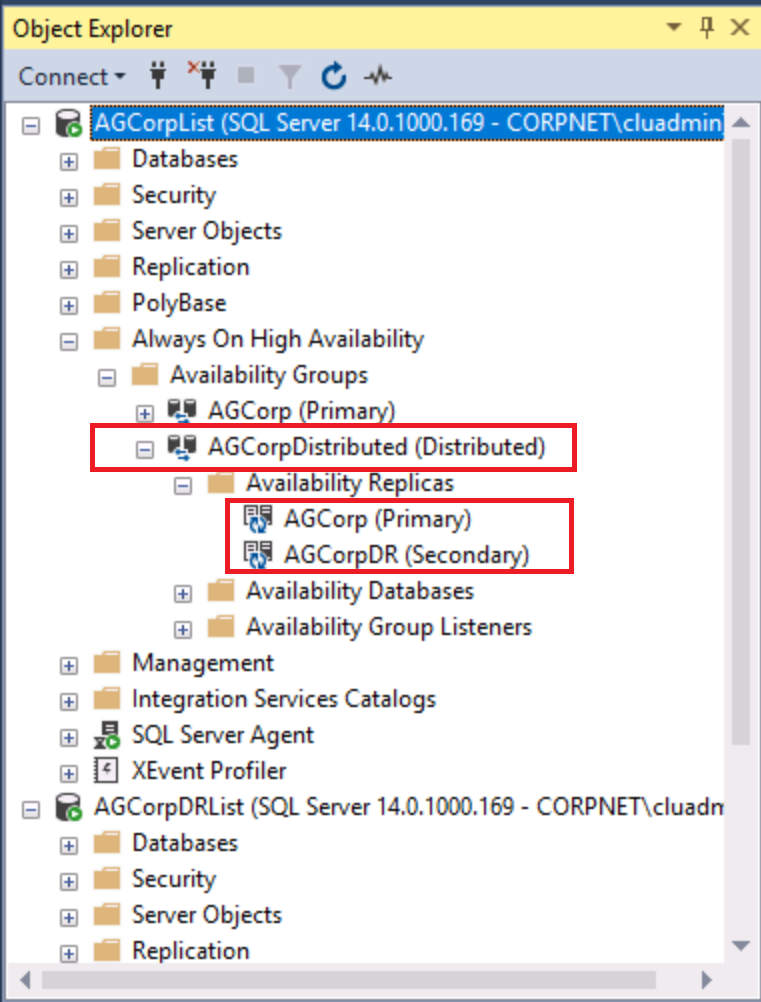 Object Explorer
Connect
AGCorpList (SQL Server 14.0.1000.169 - CORPNET\cluadmin
Databases
Security
Server Objects
Replication
PolyBase
Always On High Availability
Availability Groups
AGCorp (Primary)
AGCorpDistributed (Distributed)
Availability Replicas
AGCorp (Primary)
AGCorpDR (Secondary)
Availability Databases
Availability Group Listeners
Management
Integration Services Catalogs
SQL Server Agent
XEvent Profiler
AGCorpDRList (SQL Server 14.0.1000.169 - CORPNET\cluadm
Databases
Security
Server Objects
Replication